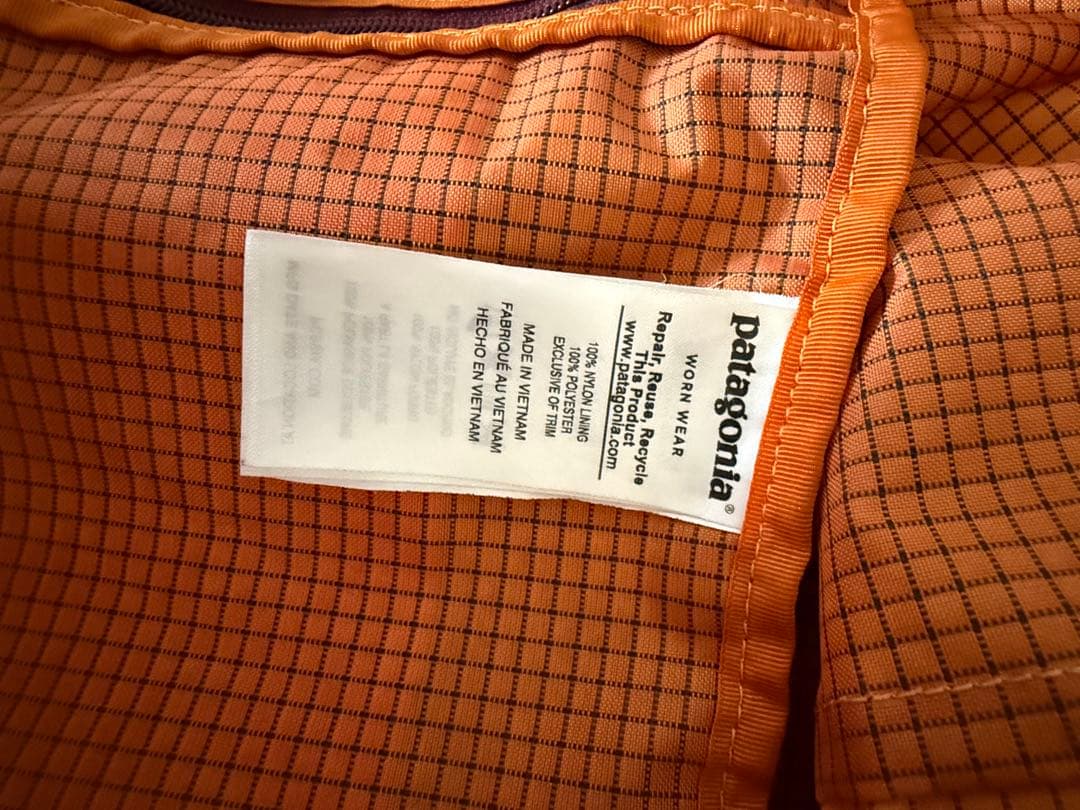 patagonia®
WORN WEAR
Repair, Reuse, Recycle
This Product
www.patagonia.com
100% NYLON LINING
100% POLYESTER
EXCLUSIVE OF TRIM
MADE IN VIETNAM
FABRIQUÉ AU VIETNAM
HECHO EN VIETNAM